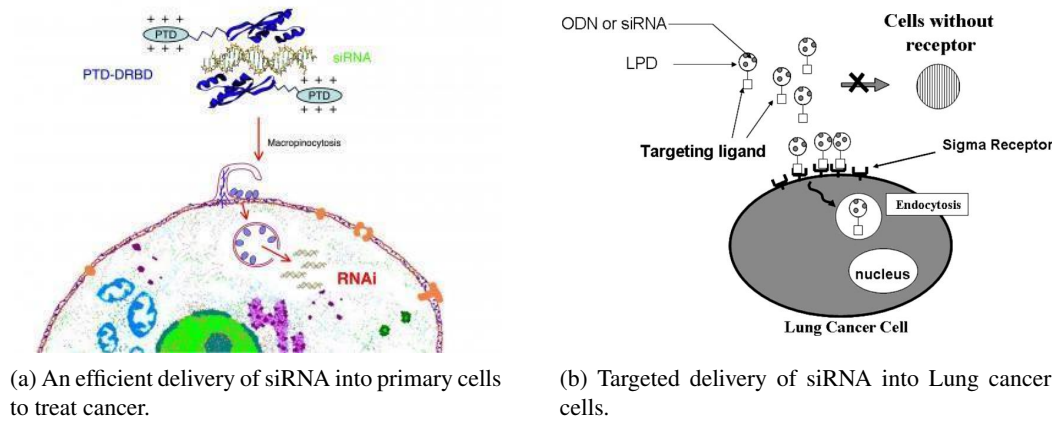 + + + +
PTD
+ + + +
PTD-DRBD
siRNA
+ + + +
PTD
+ + + +
Macropinocytosis
RNAi
(a) An efficient delivery of siRNA into primary cells
to treat cancer.
ODN or siRNA
LPD
Cells without
receptor
Targeting ligand
Sigma Receptor
Endocytosis
nucleus
Lung Cancer Cell
(b) Targeted delivery of siRNA into Lung cancer
cells.